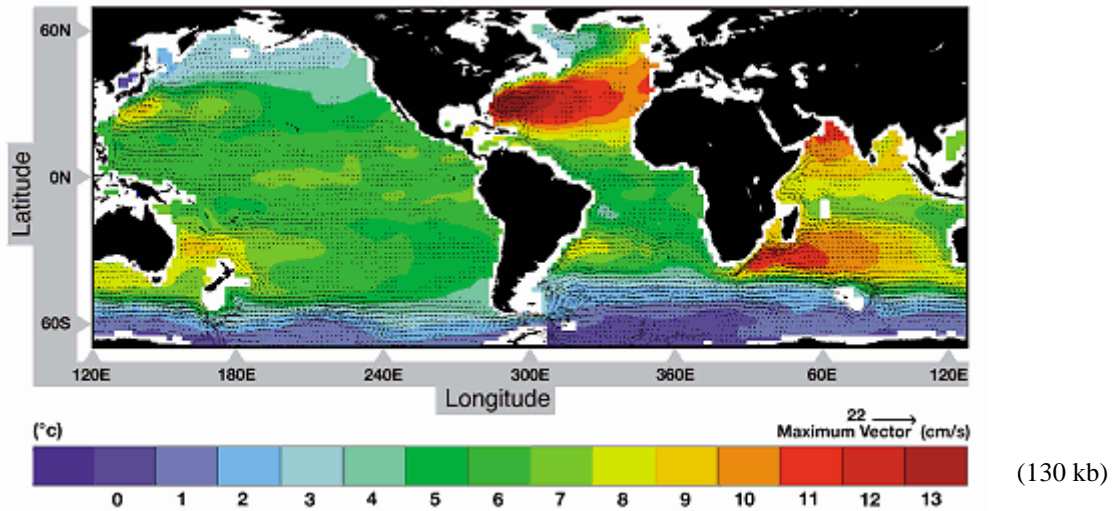 60N
0N
60S
Latitude
120E 180E 240E 300E 360E 60E 120E
Longitude
(°c)
22
Maximum Vector (cm/s)
0 1 2 3 4 5 6 7 8 9 10 11 12 13
(130 kb)